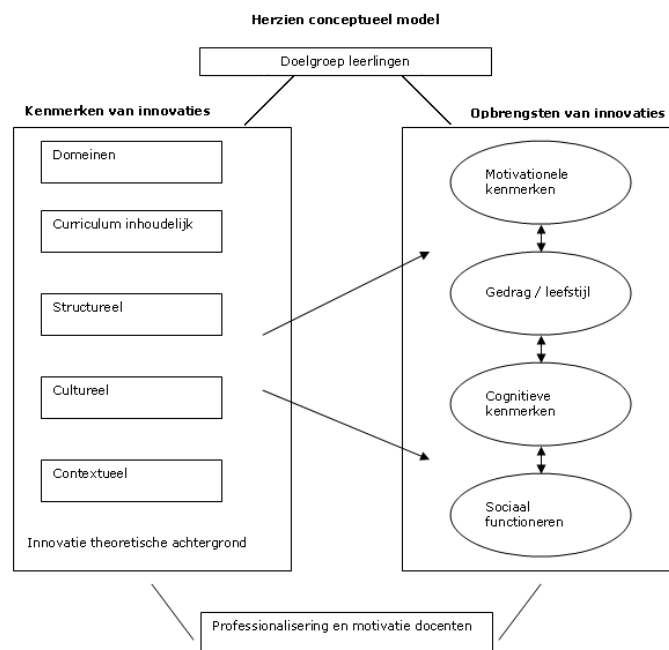 Herzien conceptueel model
Doelgroep leerlingen
Kenmerken van innovaties
Domeinen
Curriculum inhoudelijk
Structureel
Cultureel
Contextueel
Innovatie theoretische achtergrond
Opbrengsten van innovaties
Motivationele
kenmerken
Gedrag / leefstijl
Cognitieve
kenmerken
Sociaal
functioneren
Professionalisering en motivatie docenten